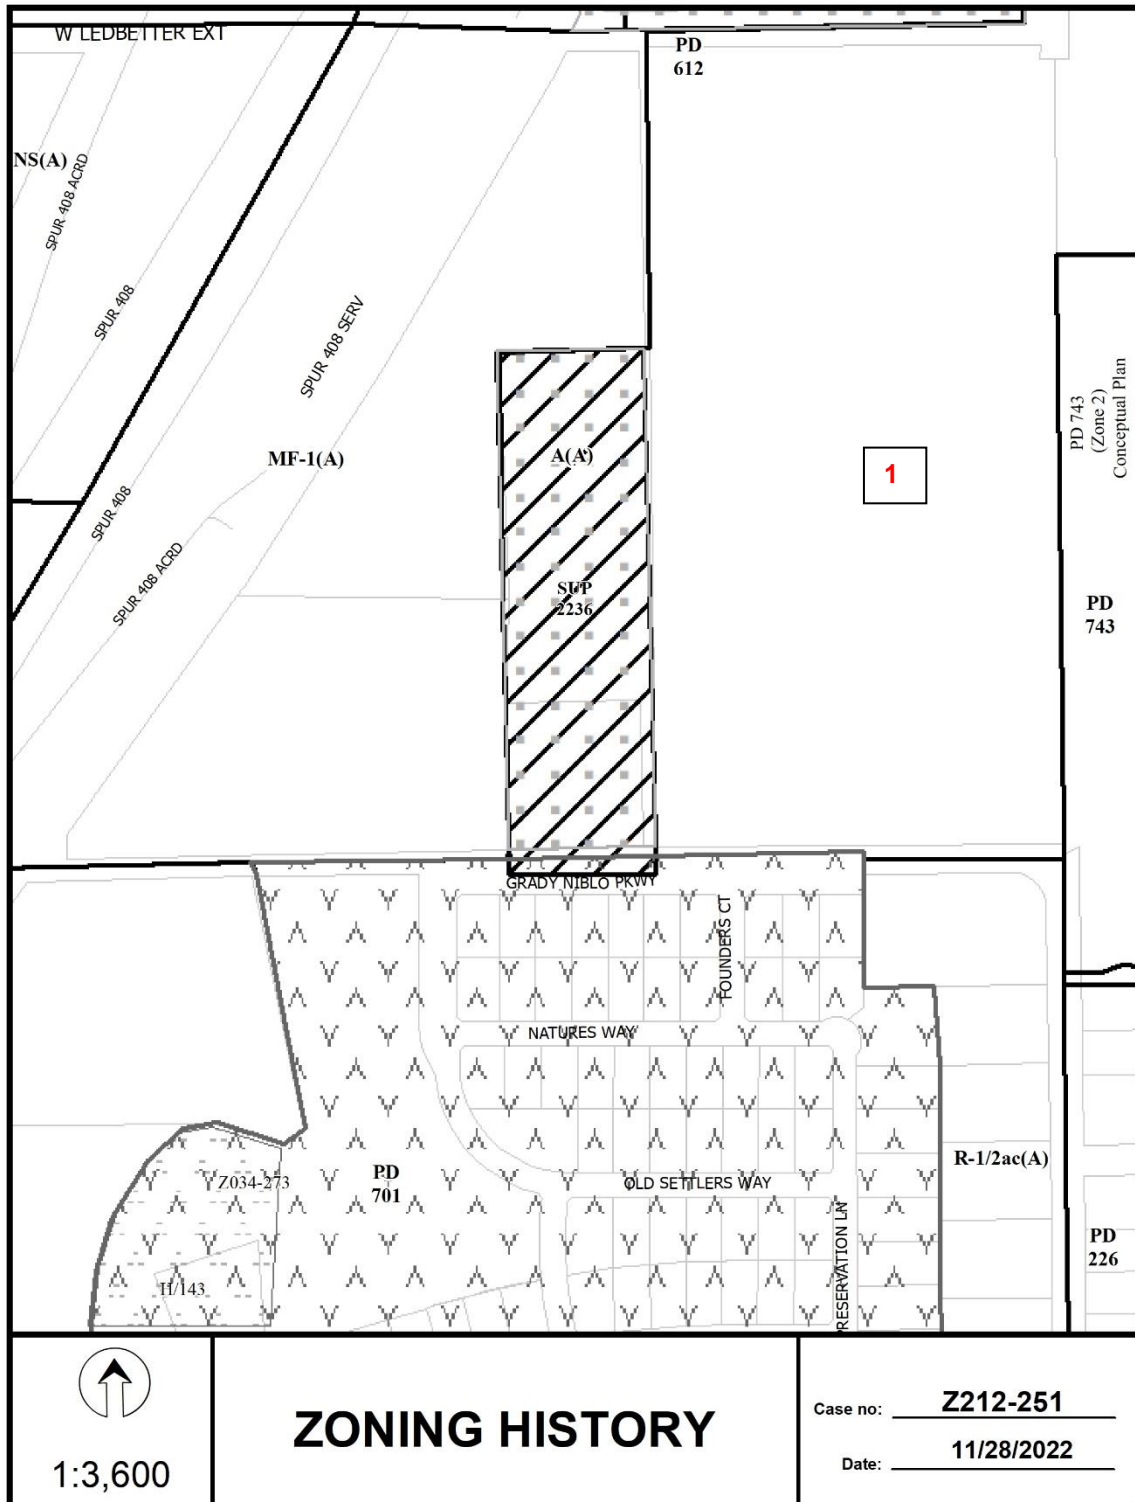 W LEDBETTER EXT
PD
612
NS(A)
SPUR 408 ACRD
SPUR 408
SPUR 408 SERV
PD 743
(Zone 2)
Conceptual Plan
MF-1(A)
A(A)
1
SPUR 408
SPUR 408 ACRD
SUP
2236
PD
743
GRADY NIBLO PKWY
FOUNDERS CT
NATURES WAY
R-1/2ac(A)
Z034-273
PD
701
OLD SETTLERS WAY
PRESERVATION LN
PD
226
H/143
1:3,600
ZONING HISTORY
Case no: Z212-251
Date: 11/28/2022